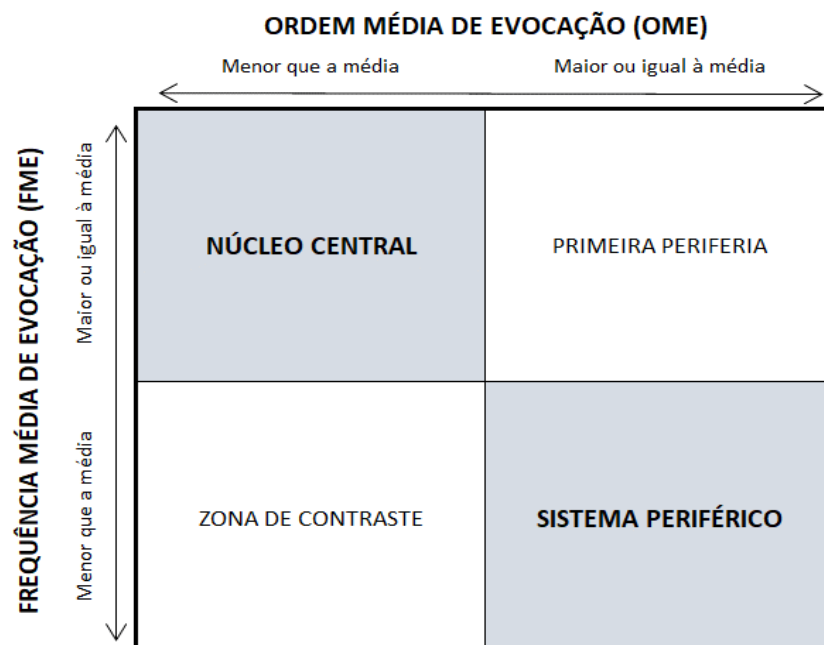 ORDEM MÉDIA DE EVOCAÇÃO (OME)
Menor que a média
Maior ou igual à média
FREQUÊNCIA MÉDIA DE EVOCAÇÃO (FME)
Maior ou igual à média
Menor que a média
NÚCLEO CENTRAL
PRIMEIRA PERIFERIA
ZONA DE CONTRASTE
SISTEMA PERIFÉRICO